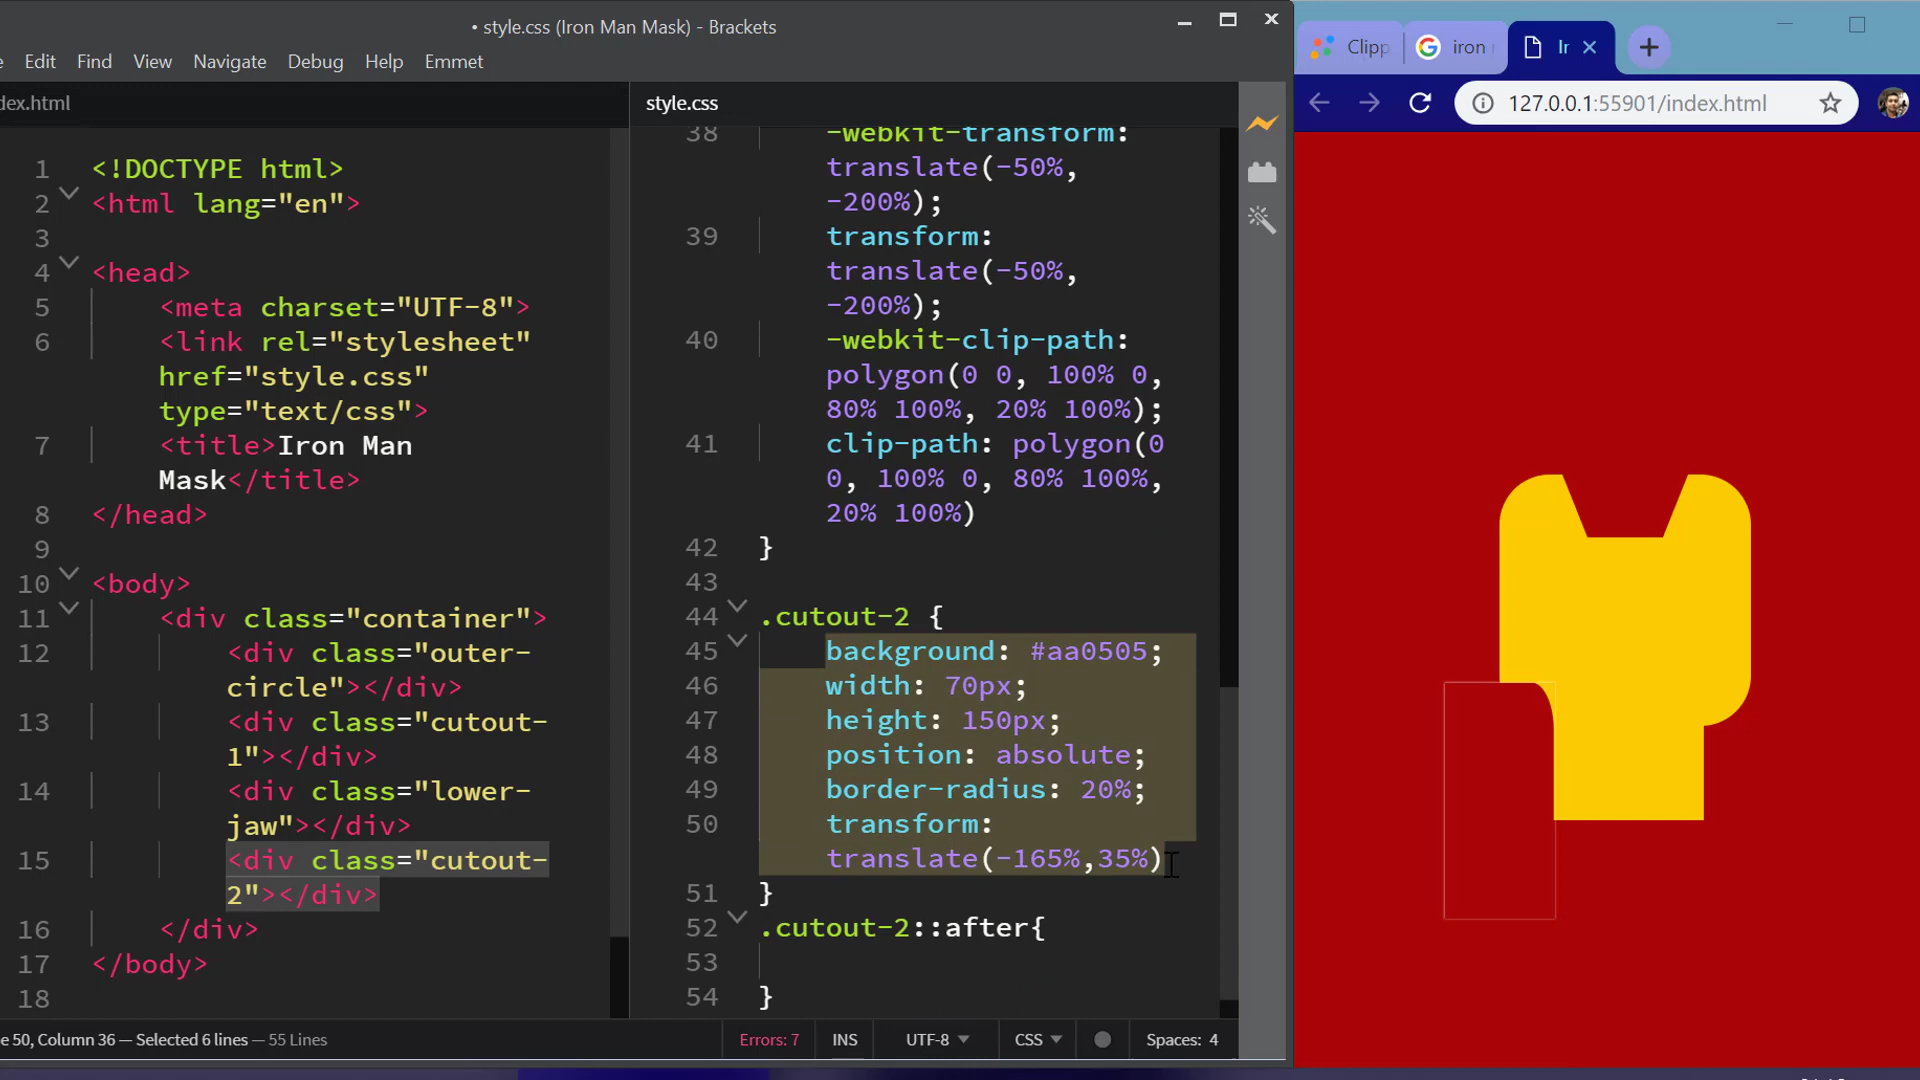 • style.css (Iron Man Mask) - Brackets
Edit Find View Navigate Debug Help Emmet
dex.html
1 <!DOCTYPE html>
2 <html lang="en">
3
4 <head>
5 <meta charset="UTF-8">
6 <link rel="stylesheet"
href="style.css"
type="text/css">
7 <title>Iron Man
Mask</title>
8 </head>
9
10 <body>
11 <div class="container">
12 <div class="outer-
circle"></div>
13 <div class="cutout-
1"></div>
14 <div class="lower-
jaw"></div>
15 <div class="cutout-
2"></div>
16 </div>
17 </body>
18
style.css
38 -webkit-transform:
translate(-50%,
-200%);
39 transform:
translate(-50%,
-200%);
40 -webkit-clip-path:
polygon(0 0, 100% 0,
80% 100%, 20% 100%);
41 clip-path: polygon(0
0, 100% 0, 80% 100%,
20% 100%)
42 }
43
44 .cutout-2 {
45 background: #aa0505;
46 width: 70px;
47 height: 150px;
48 position: absolute;
49 border-radius: 20%;
50 transform:
translate(-165%,35%)
51 }
52 .cutout-2::after{
53
54 }
e 50, Column 36 — Selected 6 lines — 55 Lines
Errors: 7 INS UTF-8 CSS Spaces: 4
Clipp iron Ir
127.0.0.1:55901/index.html